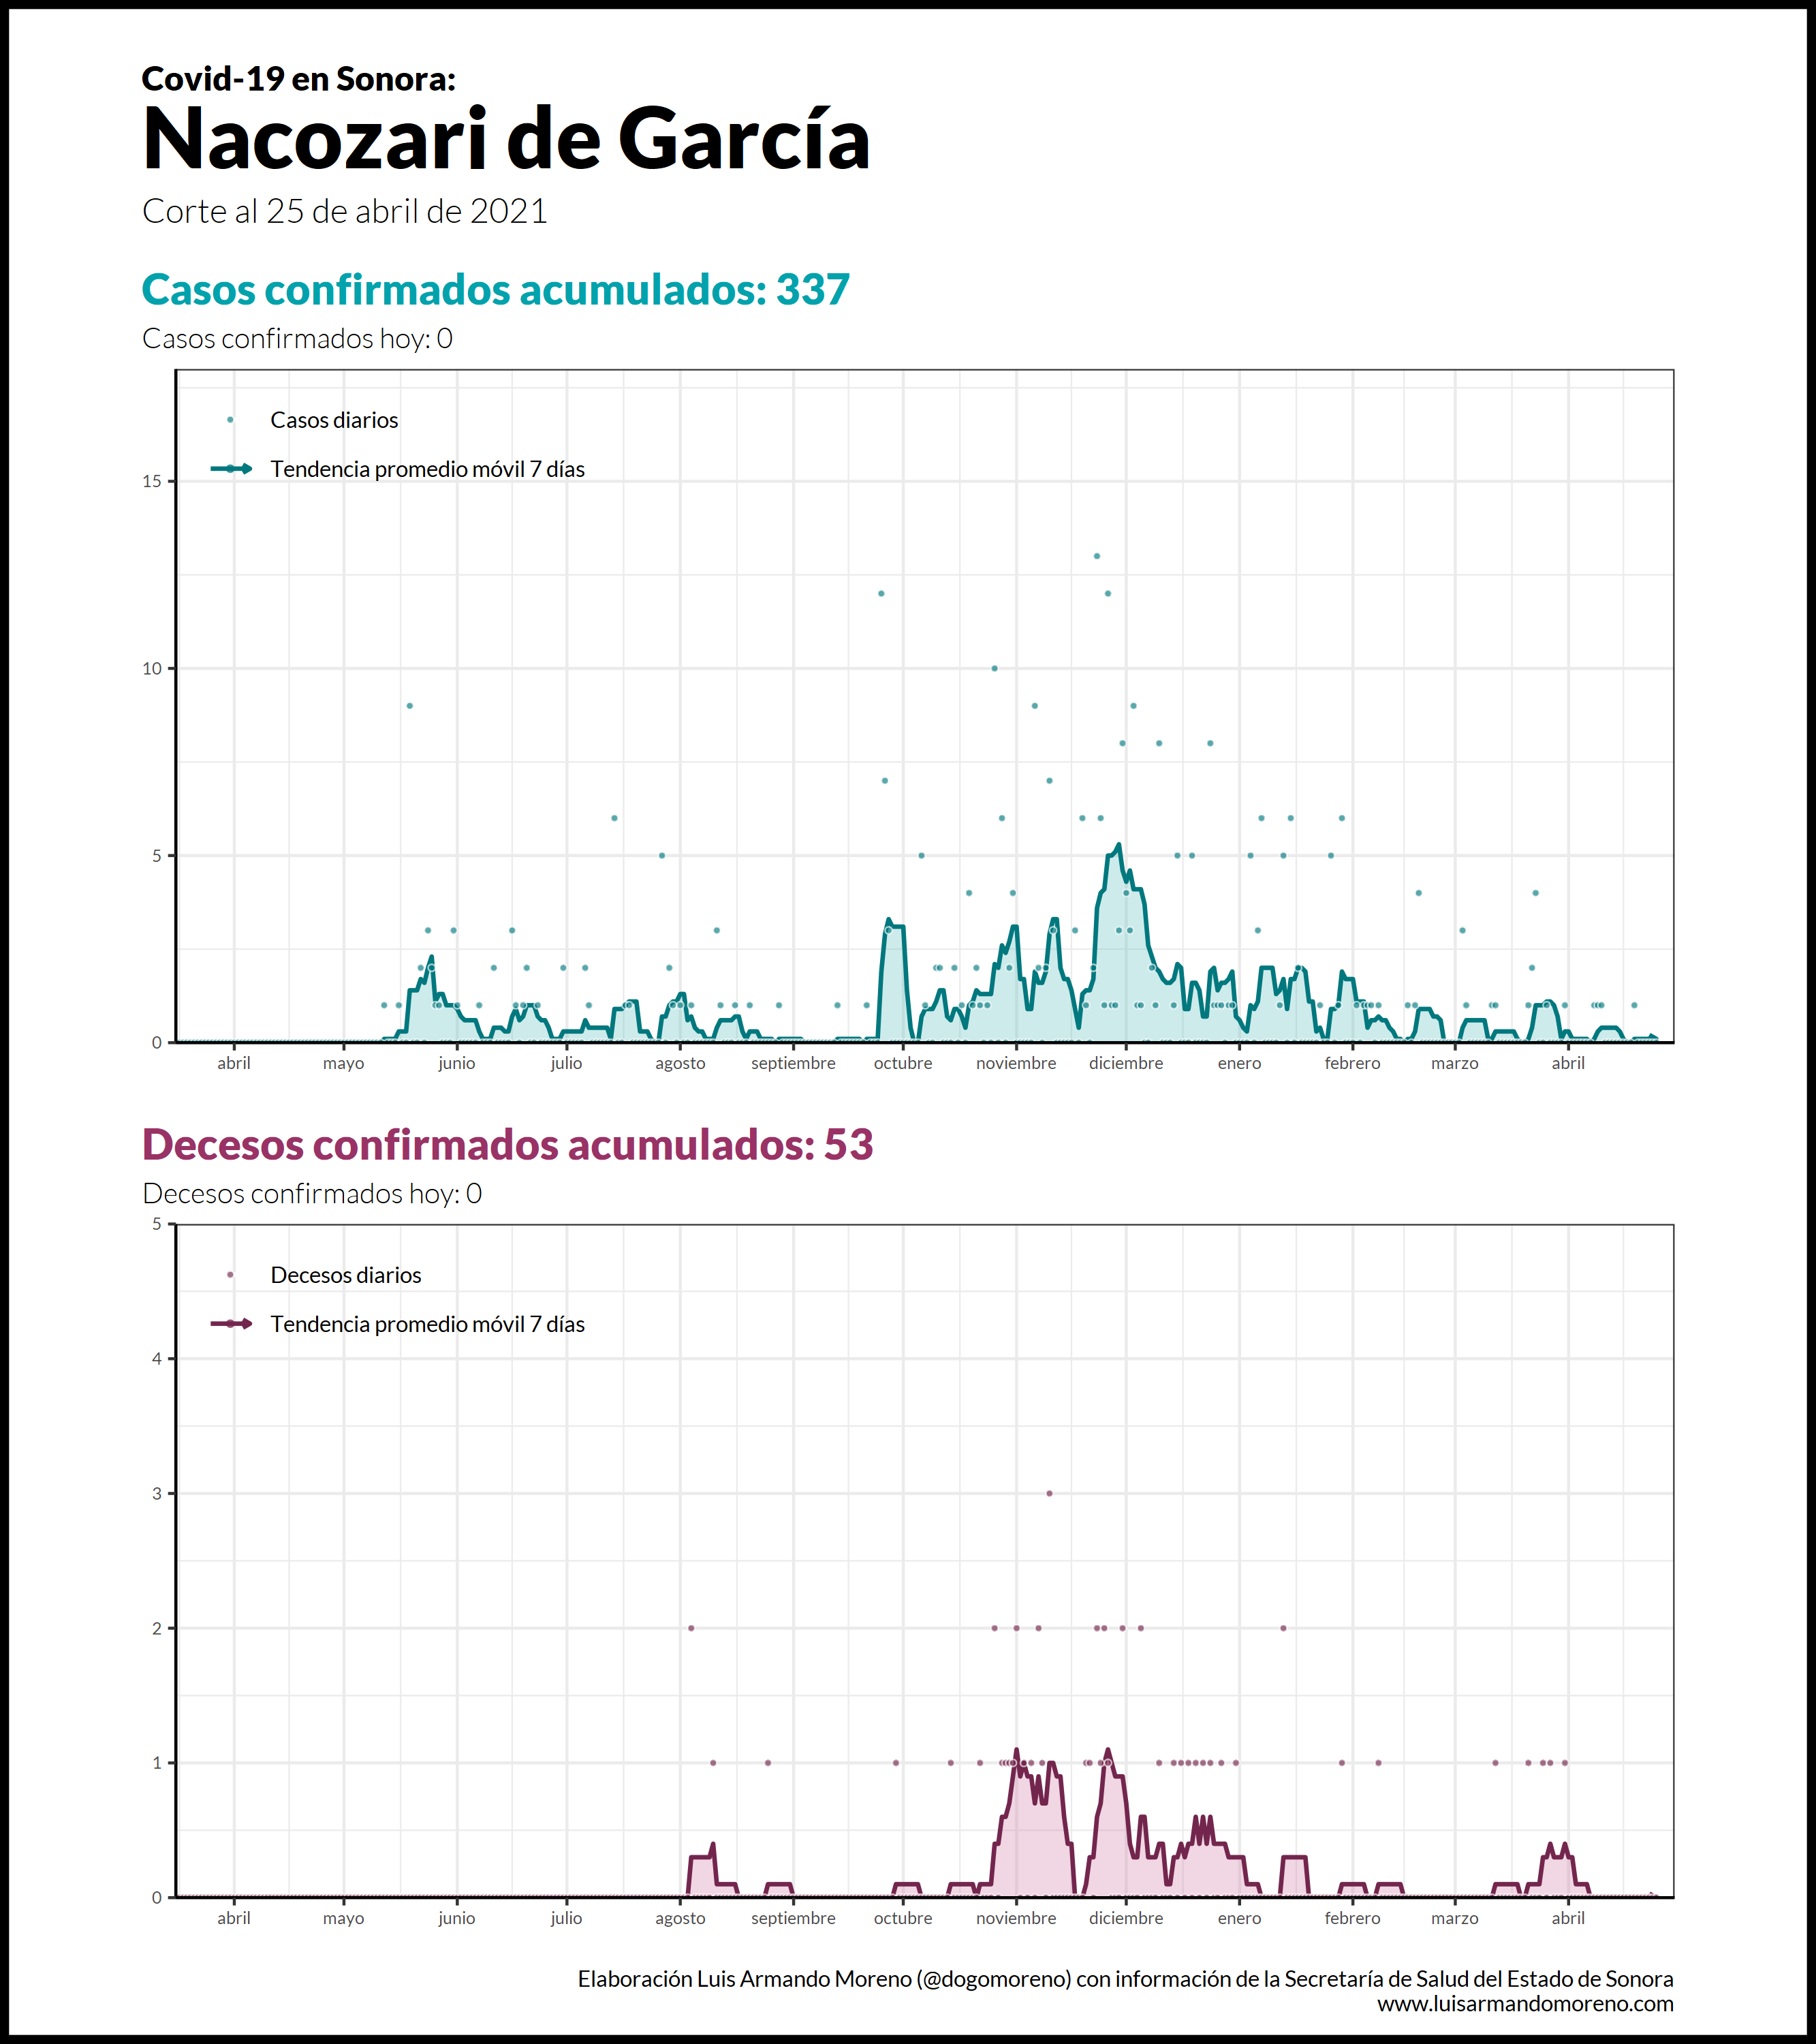 Covid-19 en Sonora:
Nacozari de García
Corte al 25 de abril de 2021
Casos confirmados acumulados: 337
Casos confirmados hoy: 0
Casos diarios
Tendencia promedio móvil 7 días
15
10
5
0
abril mayo junio julio agosto septiembre octubre noviembre diciembre enero febrero marzo abril
Decesos confirmados acumulados: 53
Decesos confirmados hoy: 0
5
Decesos diarios
Tendencia promedio móvil 7 días
4
3
2
1
0
abril mayo junio julio agosto septiembre octubre noviembre diciembre enero febrero marzo abril
Elaboración Luis Armando Moreno (@dogomoreno) con información de la Secretaría de Salud del Estado de Sonora
www.luisarmandomoreno.com